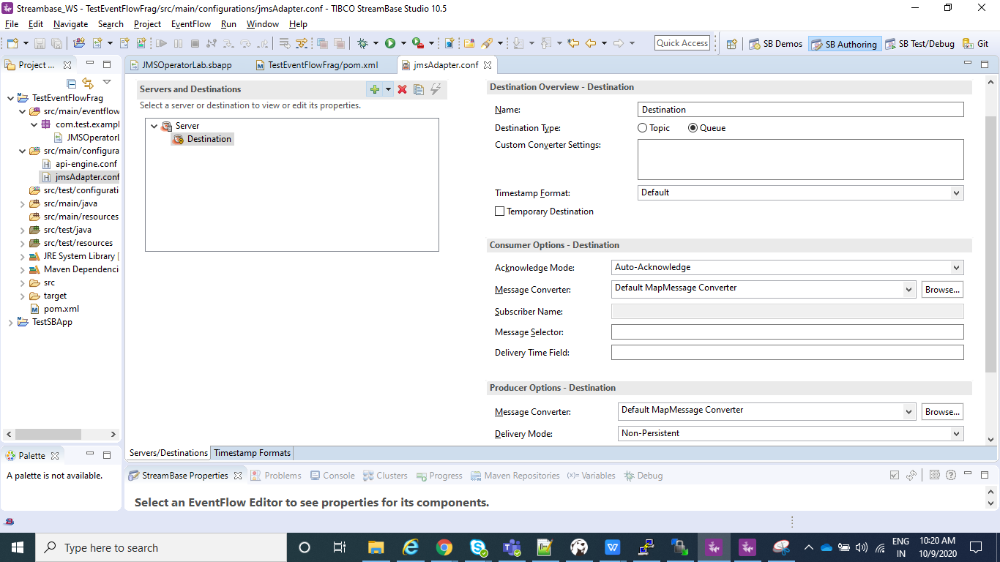 Streambase_WS - TestEventFlowFrag/src/main/configurations/jmsAdapter.conf - TIBCO StreamBase Studio 10.5
File Edit Navigate Search Project EventFlow Run Window Help
Quick Access SB Demos SB Authoring SB Test/Debug Git
Project ...
JMSOperatorLab.sbapp TestEventFlowFrag/pom.xml jmsAdapter.conf
TestEventFlowFrag
src/main/eventflow
com.test.exampl
JMSOperatorL
src/main/configura
api-engine.conf
jmsAdapter.conf
src/test/configurati
src/main/java
src/main/resources
src/test/java
src/test/resources
JRE System Library [
Maven Dependenci
src
target
pom.xml
TestSBApp
Servers and Destinations
Select a server or destination to view or edit its properties.
Server
Destination
Destination Overview - Destination
Name: Destination
Destination Type: Topic Queue
Custom Converter Settings:
Timestamp Format: Default
Temporary Destination
Consumer Options - Destination
Acknowledge Mode: Auto-Acknowledge
Message Converter: Default MapMessage Converter Browse...
Subscriber Name:
Message Selector:
Delivery Time Field:
Producer Options - Destination
Message Converter: Default MapMessage Converter Browse...
Delivery Mode: Non-Persistent
Servers/Destinations Timestamp Formats
Palette
A palette is not available.
StreamBase Properties Problems Console Clusters Progress Maven Repositories (x)= Variables Debug
Select an EventFlow Editor to see properties for its components.
Type here to search
ENG
IN
10:20 AM
10/9/2020